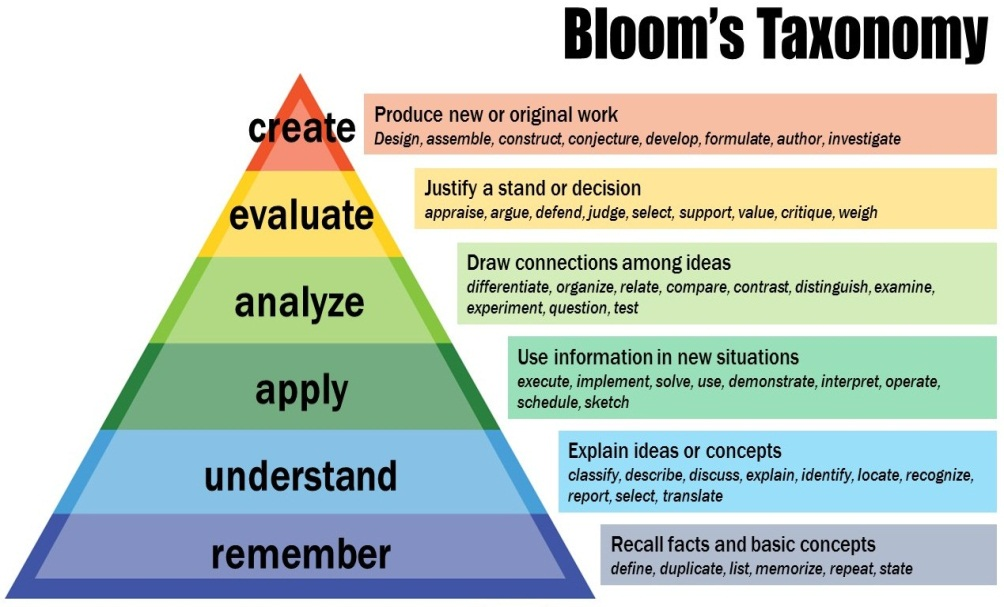 Bloom's Taxonomy
create
Produce new or original work
Design, assemble, construct, conjecture, develop, formulate, author, investigate
evaluate
Justify a stand or decision
appraise, argue, defend, judge, select, support, value, critique, weigh
analyze
Draw connections among ideas
differentiate, organize, relate, compare, contrast, distinguish, examine,
experiment, question, test
apply
Use information in new situations
execute, implement, solve, use, demonstrate, interpret, operate,
schedule, sketch
understand
Explain ideas or concepts
classify, describe, discuss, explain, identify, locate, recognize,
report, select, translate
remember
Recall facts and basic concepts
define, duplicate, list, memorize, repeat, state